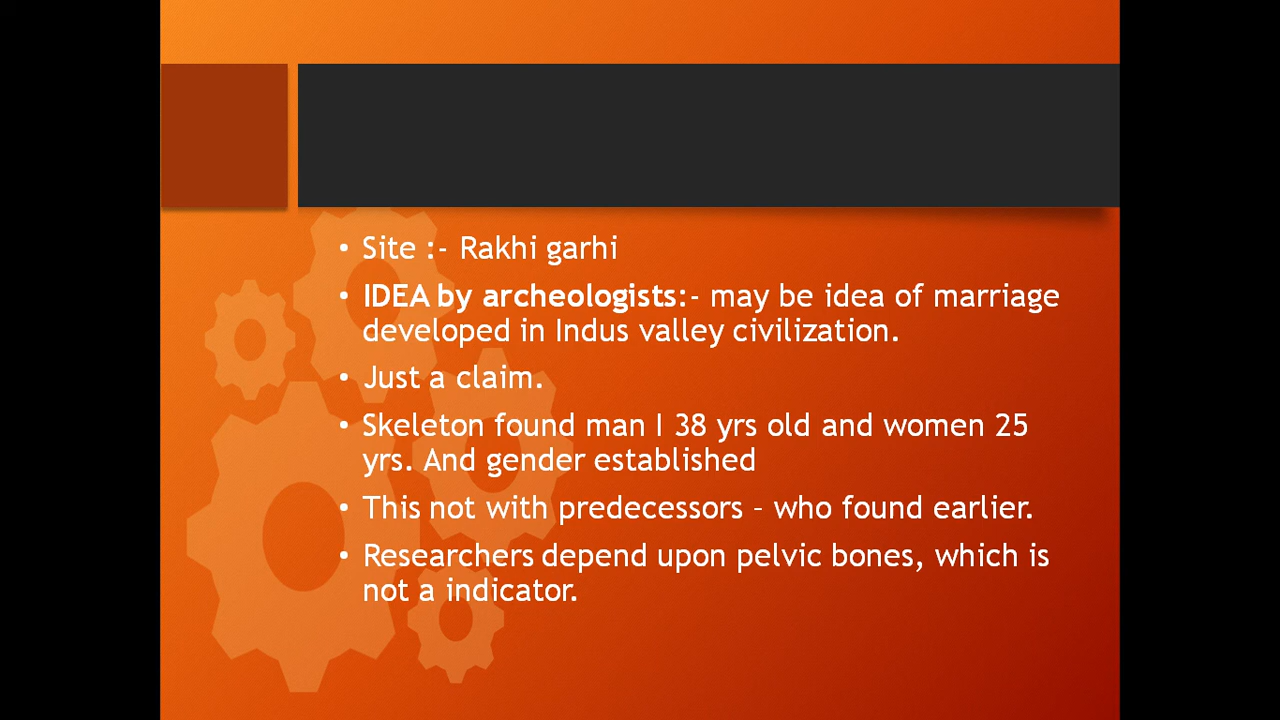 • Site :- Rakhi garhi
• IDEA by archeologists:- may be idea of marriage
developed in Indus valley civilization.
• Just a claim.
• Skeleton found man I 38 yrs old and women 25
yrs. And gender established
• This not with predecessors – who found earlier.
• Researchers depend upon pelvic bones, which is
not a indicator.